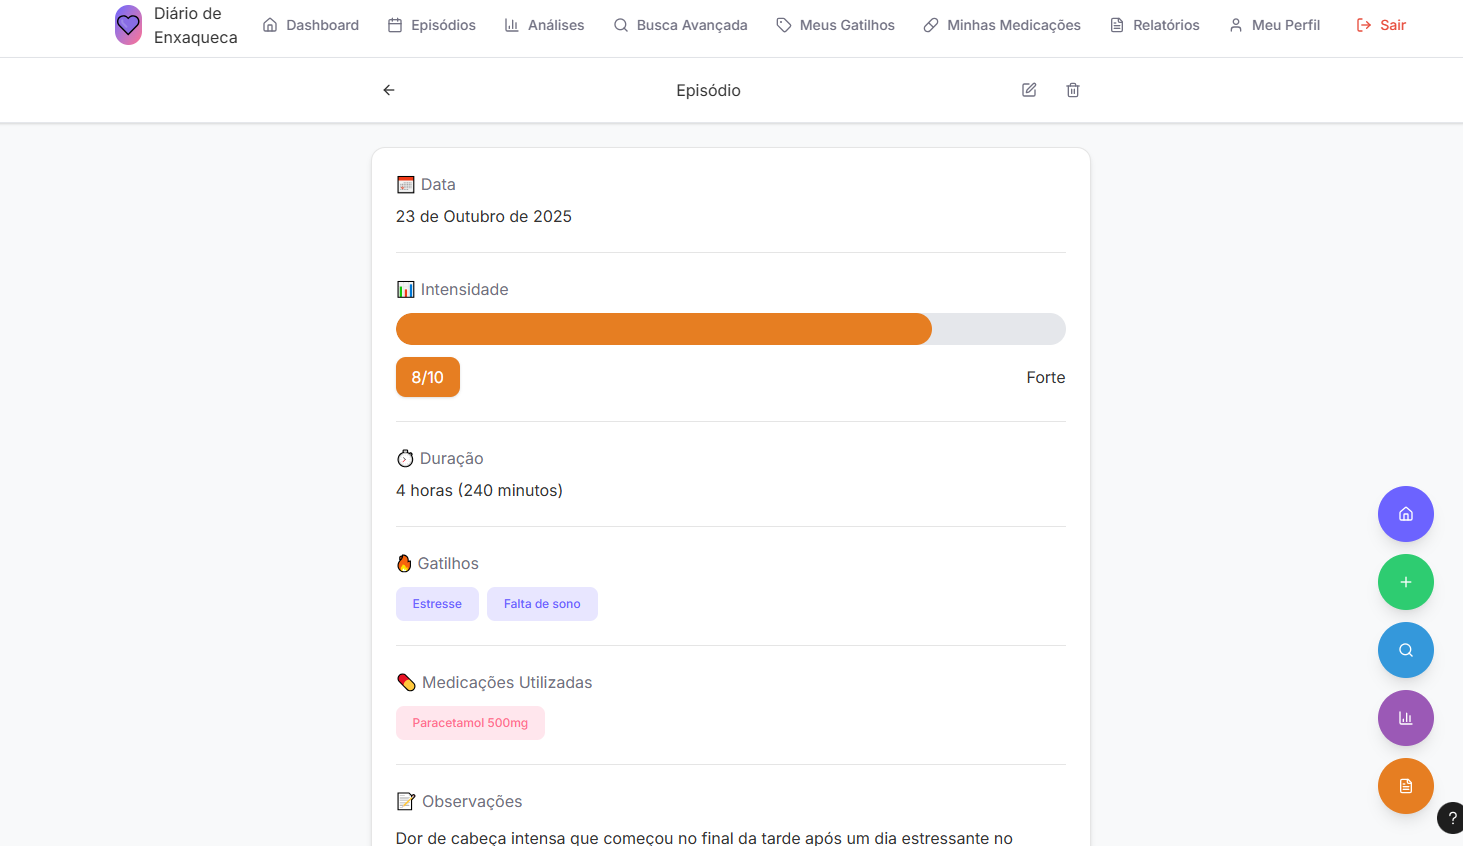 Diário de
Enxaqueca
Dashboard
Episódios
Análises
Busca Avançada
Meus Gatilhos
Minhas Medicações
Relatórios
Meu Perfil
Sair
Episódio
Data
23 de Outubro de 2025
Intensidade
8/10
Forte
Duração
4 horas (240 minutos)
Gatilhos
Estresse
Falta de sono
Medicações Utilizadas
Paracetamol 500mg
Observações
Dor de cabeça intensa que começou no final da tarde após um dia estressante no
?